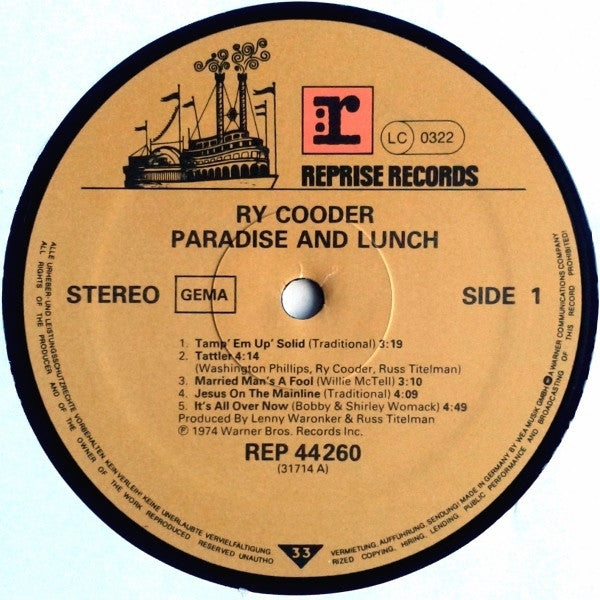 r
LC 0322
REPRISE RECORDS
RY COODER
PARADISE AND LUNCH
STEREO GEMA SIDE 1
1. Tamp' Em Up' Solid (Traditional) 3:19
2. Tattler 4:14
(Washington Phillips, Ry Cooder, Russ Titelman)
3. Married Man's A Fool (Willie McTell) 3:10
4. Jesus On The Mainline (Traditional) 4:09
5. It's All Over Now (Bobby & Shirley Womack) 4:49
Produced By Lenny Waronker & Russ Titelman
℗ 1974 Warner Bros. Records Inc.
REP 44260
(31714 A)
33
ALLE URHEBER- UND LEISTUNGSSCHUTZRECHTE VORBEHALTEN KEIN VERLEIH! KEINE UNERLAUBTE VERVIELFÄLTIGUNG,
VERMIETUNG, AUFFÜHRUNG, SENDUNG! MADE IN GERMANY BY WEA MUSIK GMBH A WARNER COMMUNICATIONS COMPANY
ALL RIGHTS OF THE PRODUCER AND OF THE OWNER OF THE WORK REPRODUCED RESERVED UNAUTHO
RIZED COPYING, HIRING, LENDING PUBLIC PERFORMANCE AND BROADCASTING OF THIS RECORD PROHIBITED!